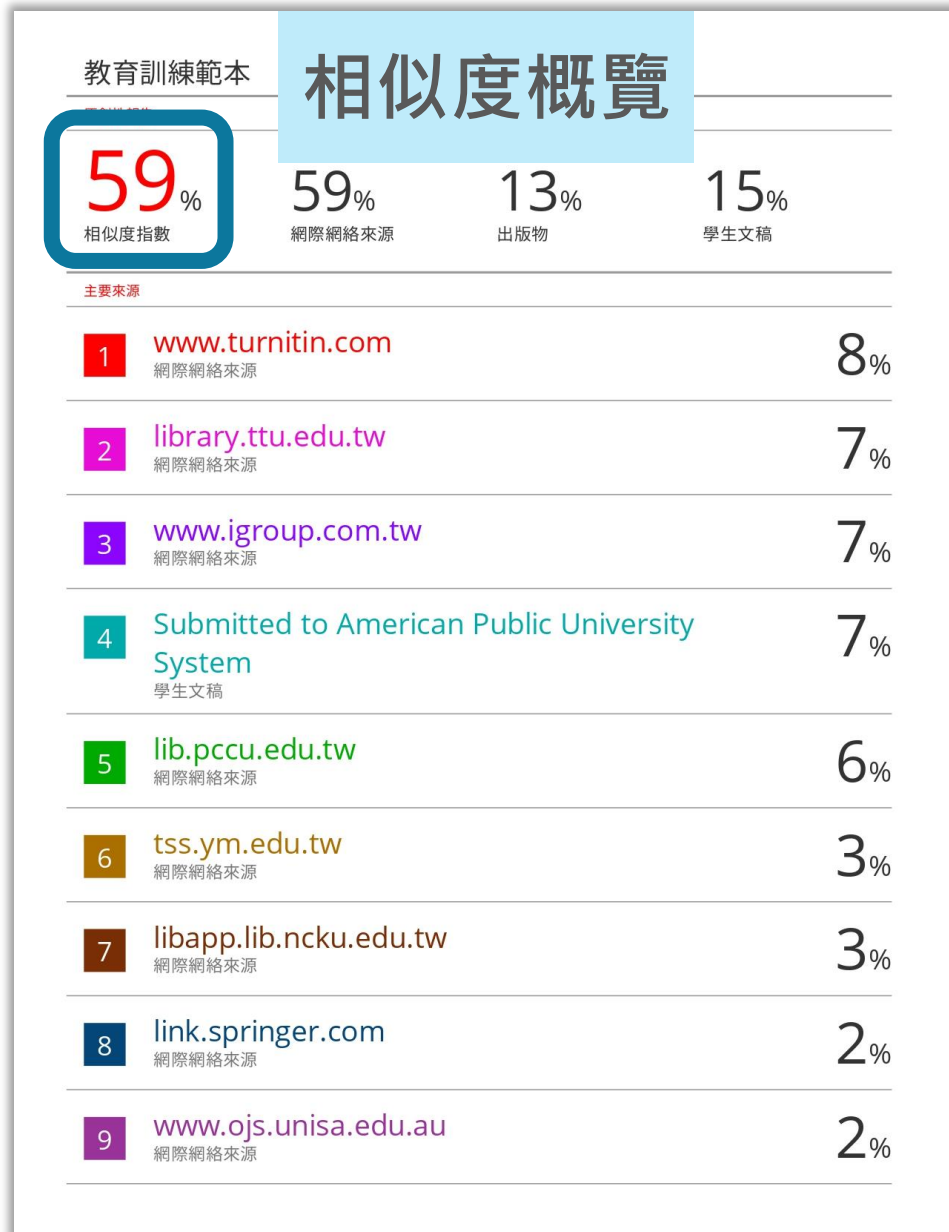 教育訓練範本
相似度概覽
59%
相似度指數
59%
網際網絡來源
13%
出版物
15%
學生文稿
主要來源
1
www.turnitin.com
網際網絡來源
8%
2
library.ttu.edu.tw
網際網絡來源
7%
3
www.igroup.com.tw
網際網絡來源
7%
4
Submitted to American Public University
System
學生文稿
7%
5
lib.pccu.edu.tw
網際網絡來源
6%
6
tss.ym.edu.tw
網際網絡來源
3%
7
libapp.lib.ncku.edu.tw
網際網絡來源
3%
8
link.springer.com
網際網絡來源
2%
9
www.ojs.unisa.edu.au
網際網絡來源
2%